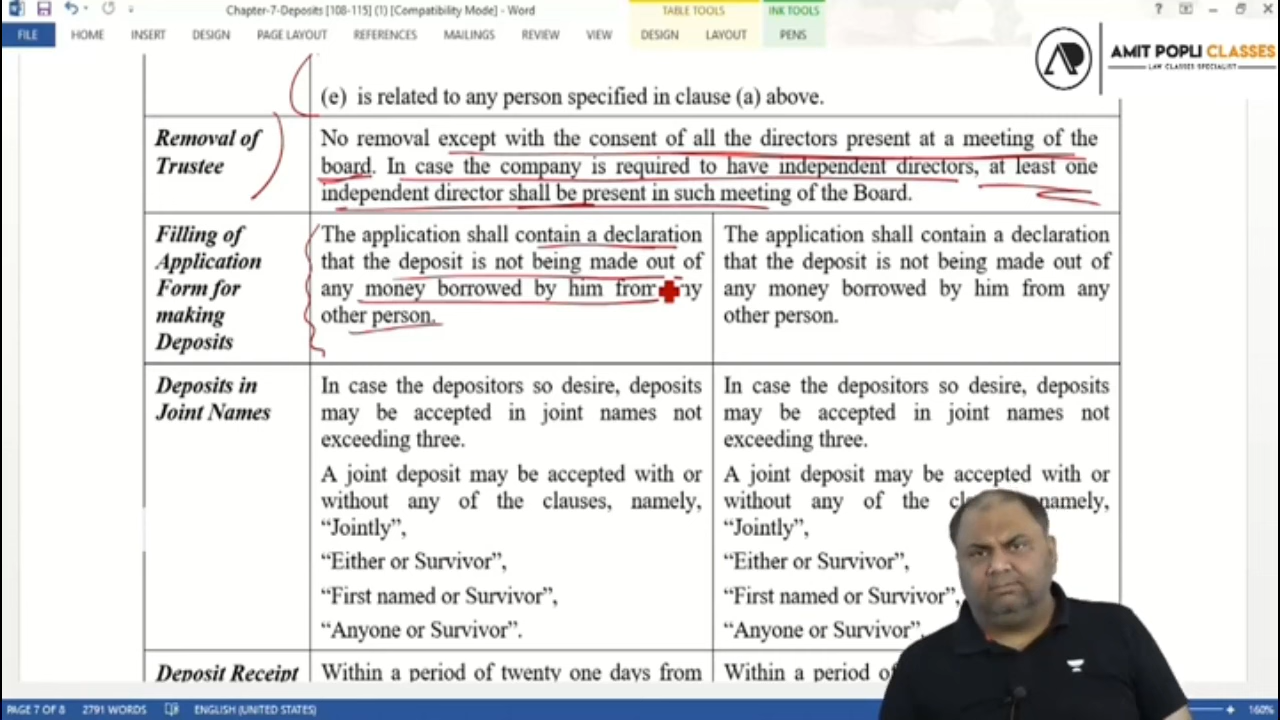 Chapter-7-Deposits [108-115] (1) [Compatibility Mode] - Word
TABLE TOOLS
INK TOOLS
FILE HOME INSERT DESIGN PAGE LAYOUT REFERENCES MAILINGS REVIEW VIEW DESIGN LAYOUT PENS
AMIT POPLI CLASSES
LAW CLASSES SPECIALIST
(e) is related to any person specified in clause (a) above.
Removal of
Trustee
No removal except with the consent of all the directors present at a meeting of the
board. In case the company is required to have independent directors, at least one
independent director shall be present in such meeting of the Board.
Filling of
Application
Form for
making
Deposits
The application shall contain a declaration
that the deposit is not being made out of
any money borrowed by him from
other person.
The application shall contain a declaration
that the deposit is not being made out of
any money borrowed by him from any
other person.
Deposits in
Joint Names
In case the depositors so desire, deposits
may be accepted in joint names not
exceeding three.
A joint deposit may be accepted with or
without any of the clauses, namely,
“Jointly”,
“Either or Survivor”,
“First named or Survivor”,
“Anyone or Survivor”.
In case the depositors so desire, deposits
may be accepted in joint names not
exceeding three.
A joint deposit may be accepted with or
without any of the namely,
“Jointly”,
“Either or Survivor”,
“First named or Survivor”,
“Anyone or Survivor”.
Deposit Receipt
Within a period of twenty one days from
Within a period of
PAGE 7 OF 8 2791 WORDS ENGLISH (UNITED STATES) 160%